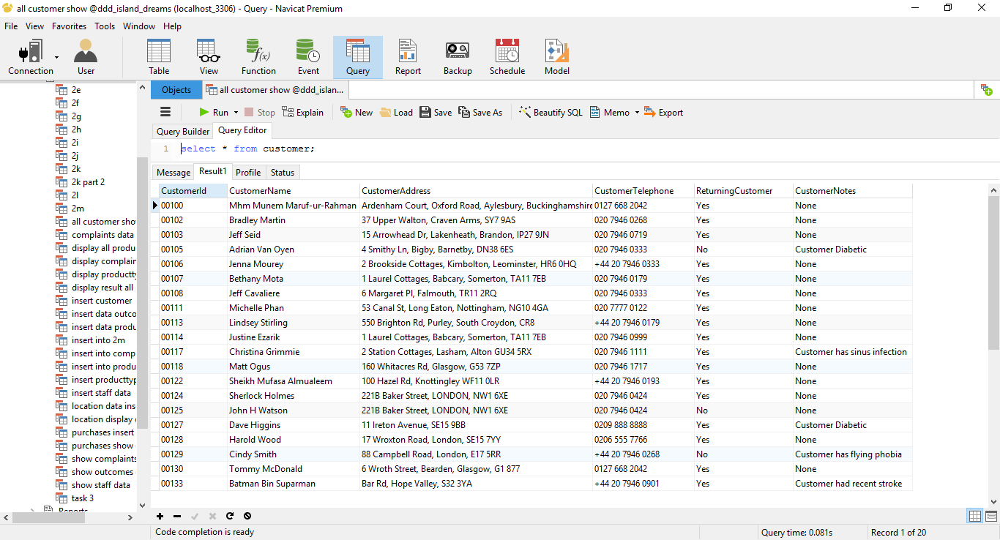 all customer show @ddd_island_dreams (localhost_3306) - Query - Navicat Premium
File View Favorites Tools Window Help
Connection User Table View Function Event Query Report Backup Schedule Model
f(x)
Objects all customer show @ddd_islan...
Run Stop Explain New Load Save Save As Beautify SQL Memo Export
Query Builder Query Editor
1 select * from customer;
Message Result1 Profile Status
2e
2f
2g
2h
2i
2j
2k
2k part 2
2l
2m
all customer sho
complaints data
display all produ
display complain
display productty
display result all
insert customer
insert data outco
insert data produ
insert into 2m
insert into comp
insert into produ
insert producttyp
insert staff data
location data ins
location display
purchases insert
purchases show
show complaints
show outcomes
show staff data
task 3
Reports
CustomerId CustomerName CustomerAddress CustomerTelephone ReturningCustomer CustomerNotes
00100 Mhm Munem Maruf-ur-Rahman Ardenham Court, Oxford Road, Aylesbury, Buckinghamshire 0127 668 2042 Yes None
00102 Bradley Martin 37 Upper Walton, Craven Arms, SY7 9AS 020 7946 0268 Yes None
00103 Jeff Seid 15 Arrowhead Dr, Lakenheath, Brandon, IP27 9JN 020 7946 0719 Yes None
00105 Adrian Van Oyen 4 Smithy Ln, Bigby, Barnetby, DN38 6ES 020 7946 0333 No Customer Diabetic
00106 Jenna Mourey 2 Brookside Cottages, Kimbolton, Leominster, HR6 0HQ +44 20 7946 0333 Yes None
00107 Bethany Mota 1 Laurel Cottages, Babcary, Somerton, TA11 7EB 020 7946 0179 Yes None
00108 Jeff Cavaliere 6 Margaret Pl, Falmouth, TR11 2RQ 020 7946 0333 Yes None
00111 Michelle Phan 53 Canal St, Long Eaton, Nottingham, NG10 4GA 020 7777 0122 Yes None
00113 Lindsey Stirling 550 Brighton Rd, Purley, South Croydon, CR8 +44 20 7946 0179 Yes None
00114 Justine Ezarik 1 Laurel Cottages, Babcary, Somerton, TA11 7EB 020 7946 0999 Yes None
00117 Christina Grimmie 2 Station Cottages, Lasham, Alton GU34 5RX 020 7946 1111 Yes Customer has sinus infection
00118 Matt Ogus 160 Whitacres Rd, Glasgow, G53 7ZP 020 7946 1717 Yes None
00122 Sheikh Mufasa Almualeem 100 Hazel Rd, Knottingley WF11 0LR +44 20 7946 0193 Yes None
00124 Sherlock Holmes 221B Baker Street, LONDON, NW1 6XE 020 7946 0424 Yes None
00125 John H Watson 221B Baker Street, LONDON, NW1 6XE 020 7946 0424 No None
00127 Dave Higgins 11 Ireton Avenue, SE15 9BB 0209 888 8888 Yes Customer Diabetic
00128 Harold Wood 17 Wroxton Road, London, SE15 7YY 0206 555 7766 Yes None
00129 Cindy Smith 88 Campbell Road, London, E17 5RR +44 20 7946 0268 No Customer has flying phobia
00130 Tommy McDonald 6 Wroth Street, Bearden, Glasgow, G1 877 0127 668 2042 Yes None
00133 Batman Bin Suparman Bar Rd, Hope Valley, S32 3YA +44 20 7946 0901 Yes Customer had recent stroke
Code completion is ready Query time: 0.081s Record 1 of 20